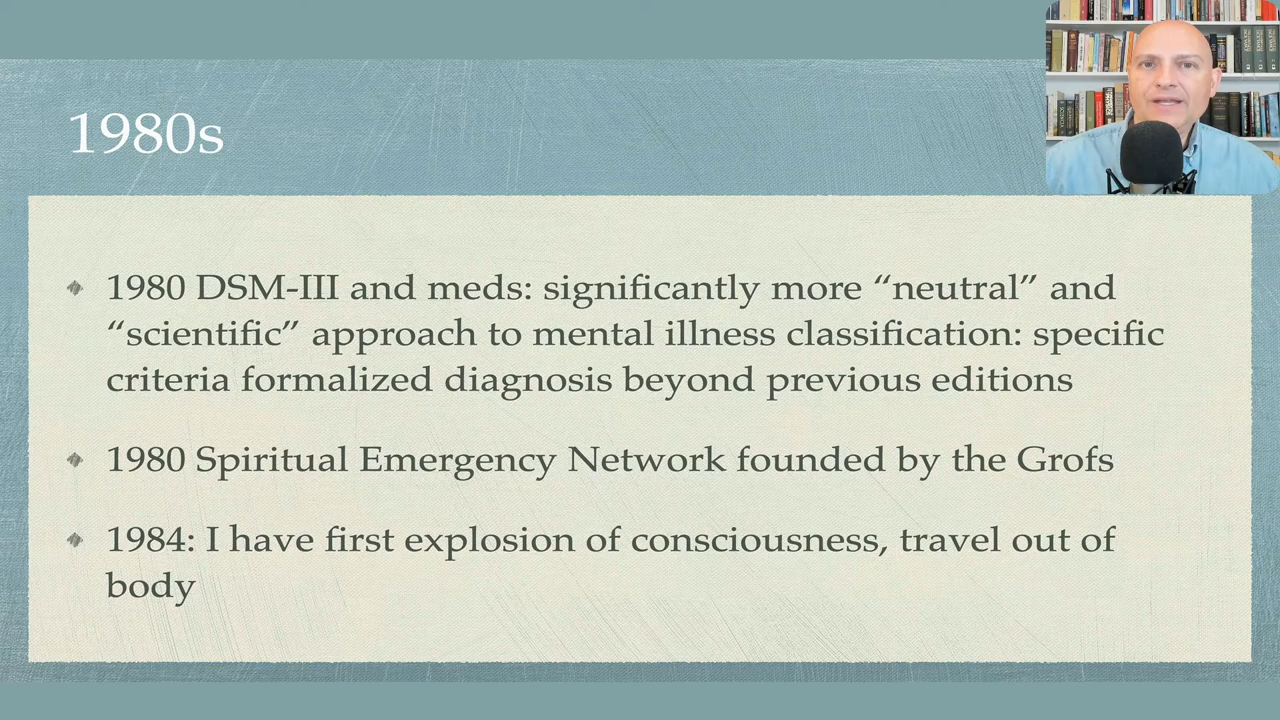 1980s
1980 DSM-III and meds: significantly more “neutral” and
“scientific” approach to mental illness classification: specific
criteria formalized diagnosis beyond previous editions
1980 Spiritual Emergency Network founded by the Grofs
1984: I have first explosion of consciousness, travel out of
body